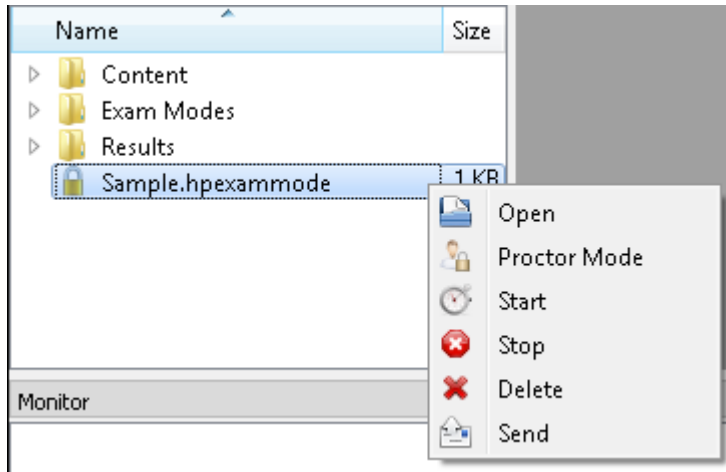 Name Size
Content
Exam Modes
Results
Sample.hpexammode 1 KB
Open
Proctor Mode
Start
Stop
Delete
Send
Monitor